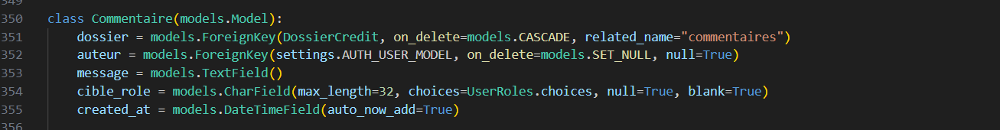 349
350 class Commentaire(models.Model):
351     dossier = models.ForeignKey(DossierCredit, on_delete=models.CASCADE, related_name="commentaires")
352     auteur = models.ForeignKey(settings.AUTH_USER_MODEL, on_delete=models.SET_NULL, null=True)
353     message = models.TextField()
354     cible_role = models.CharField(max_length=32, choices=UserRoles.choices, null=True, blank=True)
355     created_at = models.DateTimeField(auto_now_add=True)
356